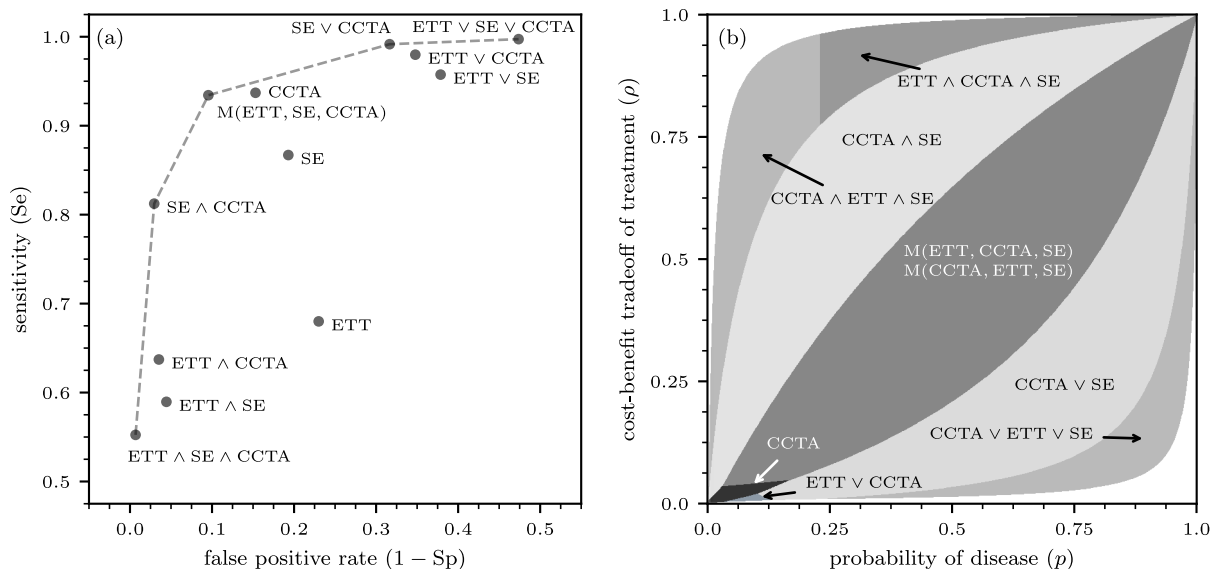 (a)
SE ∨ CCTA
ETT ∨ SE ∨ CCTA
ETT ∨ CCTA
ETT ∨ SE
CCTA
M(ETT, SE, CCTA)
SE
SE ∧ CCTA
ETT
ETT ∧ CCTA
ETT ∧ SE
ETT ∧ SE ∧ CCTA
1.0
0.9
0.8
0.7
0.6
0.5
sensitivity (Se)
0.0
0.1
0.2
0.3
0.4
0.5
false positive rate (1 − Sp)
(b)
ETT ∧ CCTA ∧ SE
CCTA ∧ SE
CCTA ∧ ETT ∧ SE
M(ETT, CCTA, SE)
M(CCTA, ETT, SE)
CCTA ∨ SE
CCTA ∨ ETT ∨ SE
CCTA
ETT ∨ CCTA
1.0
0.75
0.5
0.25
0.0
cost-benefit tradeoff of treatment (ρ)
0.0
0.25
0.5
0.75
1.0
probability of disease (p)